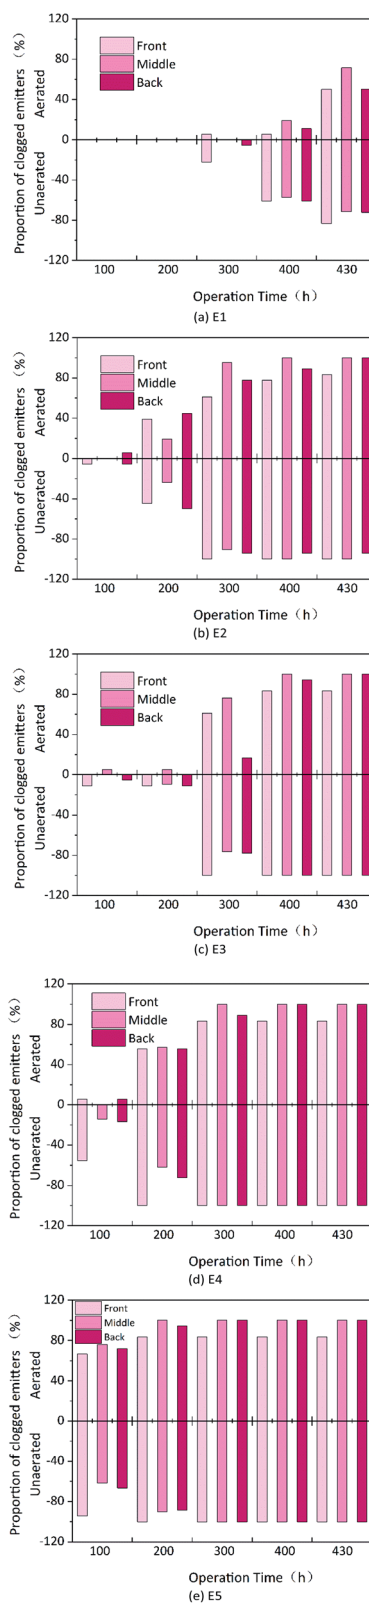 Proportion of clogged emitters (%)
Unaerated Aerated
120
80
40
0
-40
-80
-120
Front
Middle
Back
100 200 300 400 430
Operation Time（h）
(a) E1
Proportion of clogged emitters (%)
Unaerated Aerated
120
80
40
0
-40
-80
-120
Front
Middle
Back
100 200 300 400 430
Operation Time（h）
(b) E2
Proportion of clogged emitters (%)
Unaerated Aerated
120
80
40
0
-40
-80
-120
Front
Middle
Back
100 200 300 400 430
Operation Time（h）
(c) E3
Proportion of clogged emitters (%)
Unaerated Aerated
120
80
40
0
-40
-80
-120
Front
Middle
Back
100 200 300 400 430
Operation Time（h）
(d) E4
Proportion of clogged emitters (%)
Unaerated Aerated
120
80
40
0
-40
-80
-120
Front
Middle
Back
100 200 300 400 430
Operation Time（h）
(e) E5